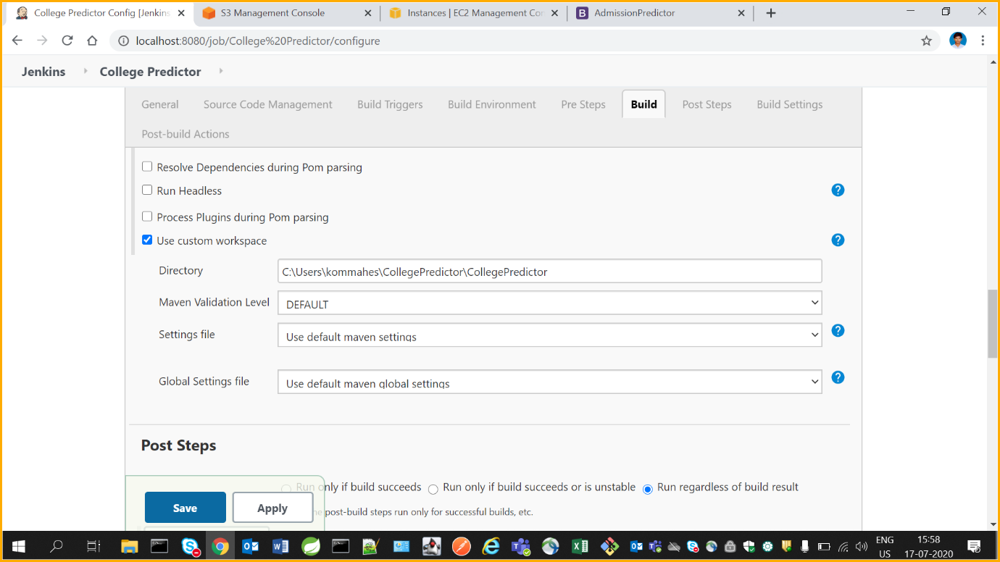 College Predictor Config [Jenkins
S3 Management Console
Instances | EC2 Management Con
B AdmissionPredictor
localhost:8080/job/College%20Predictor/configure
Jenkins
College Predictor
General
Source Code Management
Build Triggers
Build Environment
Pre Steps
Build
Post Steps
Build Settings
Post-build Actions
Resolve Dependencies during Pom parsing
Run Headless
?
Process Plugins during Pom parsing
Use custom workspace
?
Directory
C:\Users\kommahes\CollegePredictor\CollegePredictor
Maven Validation Level
DEFAULT
Settings file
Use default maven settings
?
Global Settings file
Use default maven global settings
?
Post Steps
Run only if build succeeds
Run only if build succeeds or is unstable
Run regardless of build result
post-build steps run only for successful builds, etc.
Save
Apply
ENG
US
15:58
17-07-2020